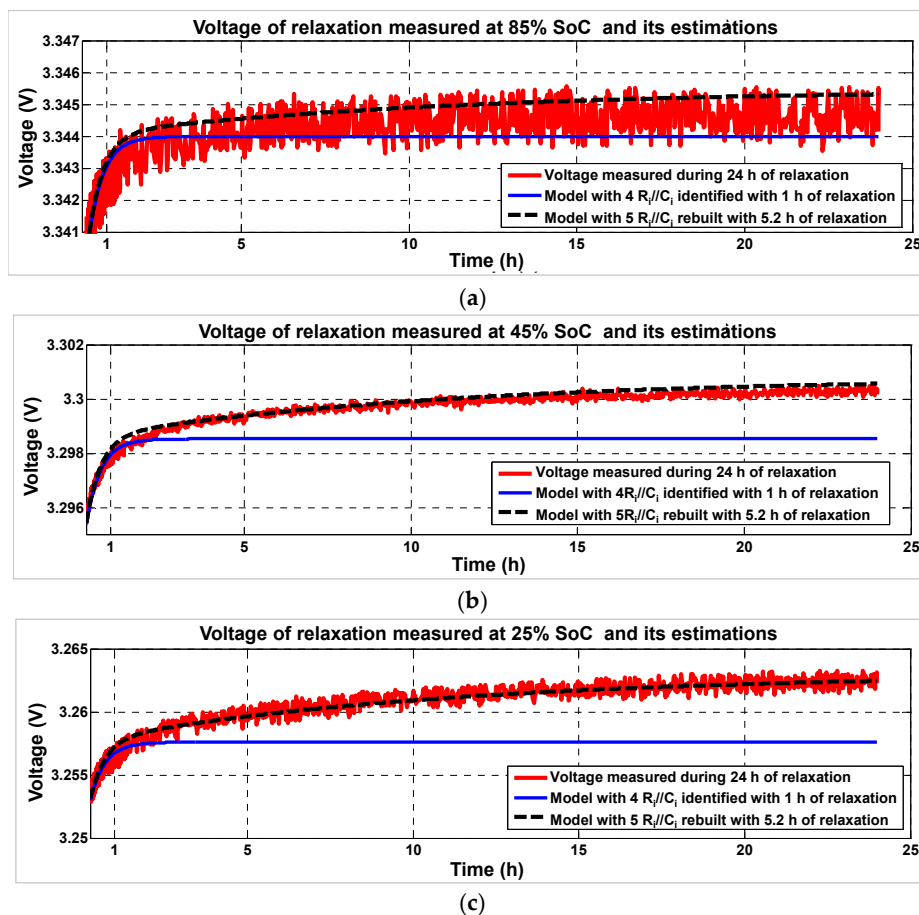 Voltage of relaxation measured at 85% SoC and its estimations
Voltage (V)
3.347
3.346
3.345
3.344
3.343
3.342
3.341
Voltage measured during 24 h of relaxation
Model with 4 Ri//Ci identified with 1 h of relaxation
Model with 5 Ri//Ci rebuilt with 5.2 h of relaxation
1 5 10 15 20 25
Time (h)
(a)
Voltage of relaxation measured at 45% SoC and its estimations
Voltage (V)
3.302
3.3
3.298
3.296
Voltage measured during 24 h of relaxation
Model with 4Ri//Ci identified with 1 h of relaxation
Model with 5Ri//Ci rebuilt with 5.2 h of relaxation
1 5 10 15 20 25
Time (h)
(b)
Voltage of relaxation measured at 25% SoC and its estimations
Voltage (V)
3.265
3.26
3.255
3.25
Voltage measured during 24 h of relaxation
Model with 4 Ri//Ci identified with 1 h of relaxation
Model with 5 Ri//Ci rebuilt with 5.2 h of relaxation
1 5 10 15 20 25
Time (h)
(c)